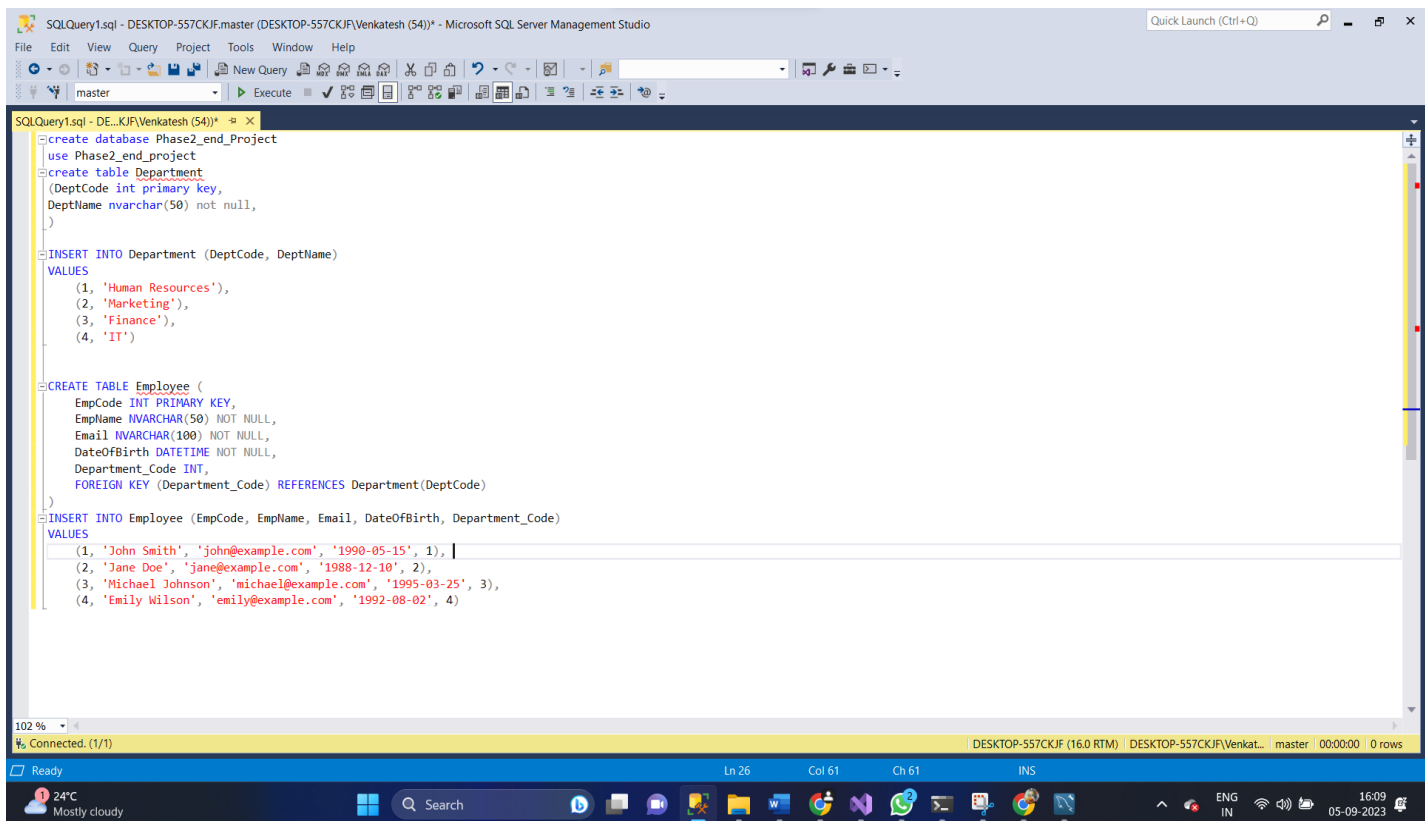 SQLQuery1.sql - DESKTOP-557CKJF.master (DESKTOP-557CKJF\Venkatesh (54))* - Microsoft SQL Server Management Studio
Quick Launch (Ctrl+Q)
File Edit View Query Project Tools Window Help
New Query MDX DMX XMLA DAX
master Execute
SQLQuery1.sql - DE...KJF\Venkatesh (54))*
create database Phase2_end_Project
use Phase2_end_project
create table Department
(DeptCode int primary key,
DeptName nvarchar(50) not null,
)
INSERT INTO Department (DeptCode, DeptName)
VALUES
(1, 'Human Resources'),
(2, 'Marketing'),
(3, 'Finance'),
(4, 'IT')
CREATE TABLE Employee (
EmpCode INT PRIMARY KEY,
EmpName NVARCHAR(50) NOT NULL,
Email NVARCHAR(100) NOT NULL,
DateOfBirth DATETIME NOT NULL,
Department_Code INT,
FOREIGN KEY (Department_Code) REFERENCES Department(DeptCode)
)
INSERT INTO Employee (EmpCode, EmpName, Email, DateOfBirth, Department_Code)
VALUES
(1, 'John Smith', 'john@example.com', '1990-05-15', 1),
(2, 'Jane Doe', 'jane@example.com', '1988-12-10', 2),
(3, 'Michael Johnson', 'michael@example.com', '1995-03-25', 3),
(4, 'Emily Wilson', 'emily@example.com', '1992-08-02', 4)
102 %
Connected. (1/1) DESKTOP-557CKJF (16.0 RTM) DESKTOP-557CKJF\Venkat... master 00:00:00 0 rows
Ready Ln 26 Col 61 Ch 61 INS
1 24°C
Mostly cloudy
Search
2
ENG
IN
16:09
05-09-2023